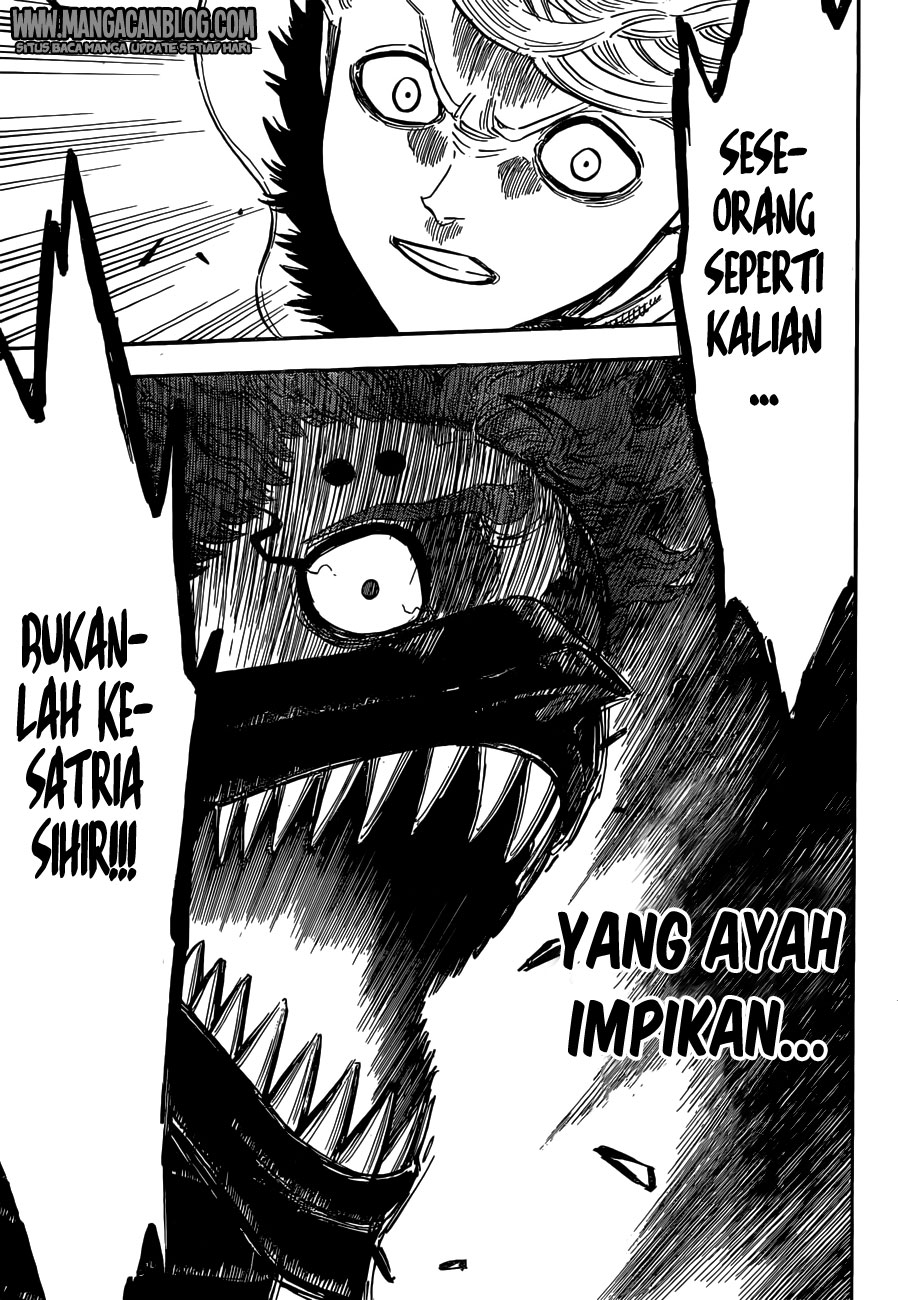 WWW.MANGACANBLOG.COM
SITUS BACA MANGA UPDATE SETIAP HARI
SESE-
ORANG
SEPERTI
KALIAN
...
BUKAN-
LAH KE-
SATRIA
SIHIR!!!
YANG AYAH
IMPIKAN...